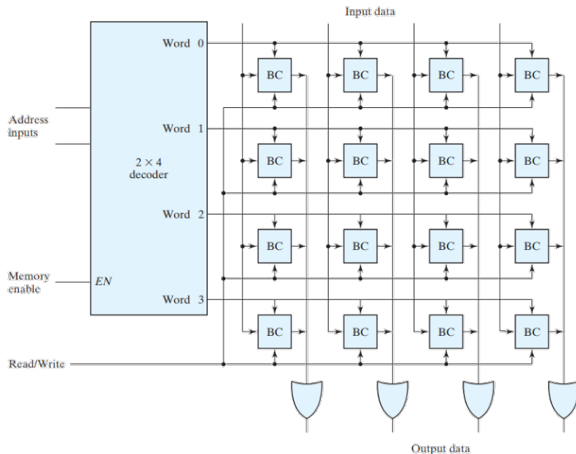 Input data
Word 0
BC BC BC BC
Address
inputs
Word 1
2 × 4
decoder
BC BC BC BC
Word 2
BC BC BC BC
Memory
enable
EN
Word 3
BC BC BC BC
Read/Write
Output data